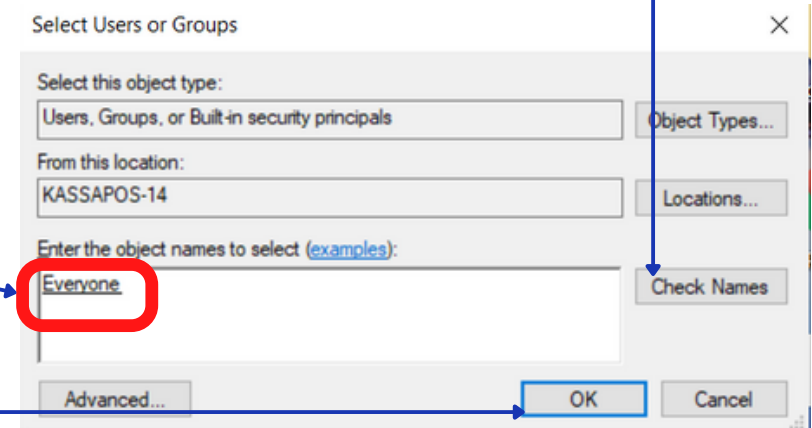 Select Users or Groups
Select this object type:
Users, Groups, or Built-in security principals
Object Types...
From this location:
KASSAPOS-14
Locations...
Enter the object names to select (examples):
Everyone
Check Names
Advanced...
OK
Cancel